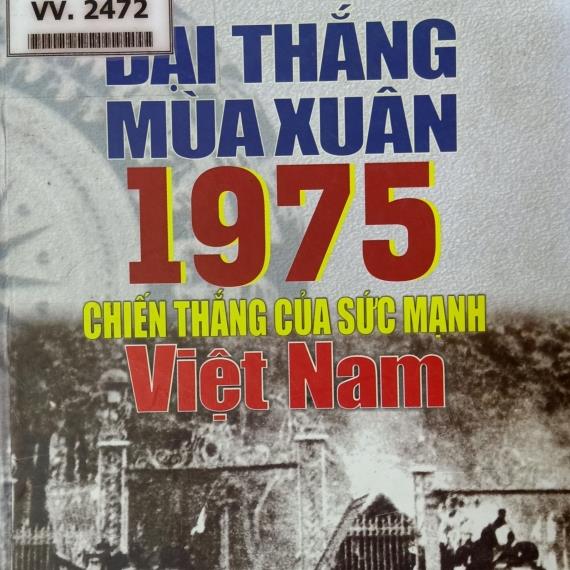 VV. 2472
ĐẠI THẮNG
MÙA XUÂN
1975
CHIẾN THẮNG CỦA SỨC MẠNH
Việt Nam